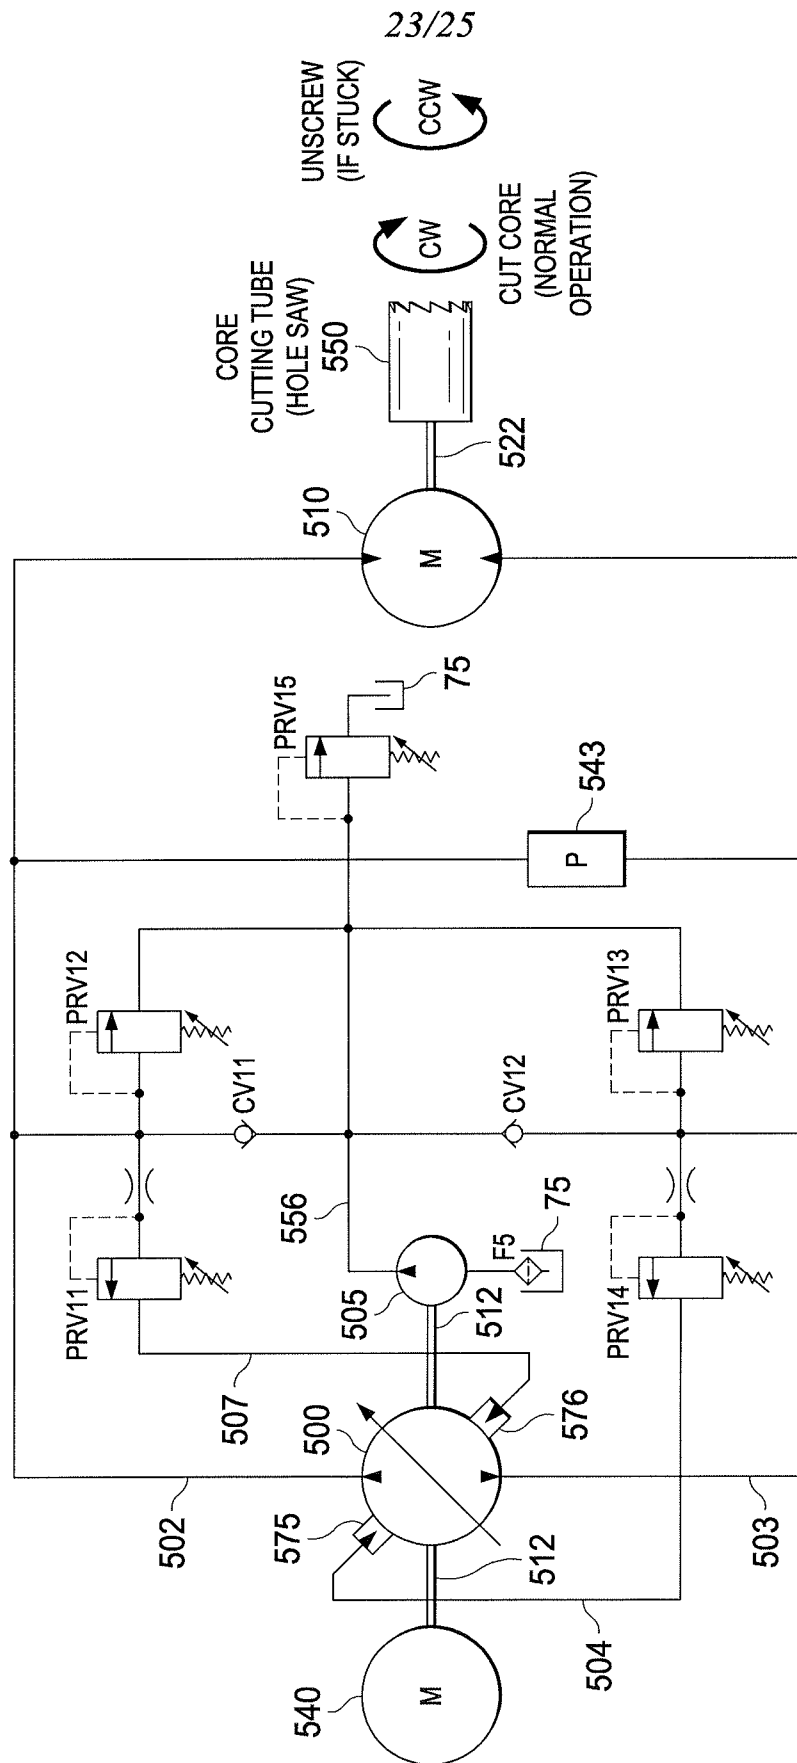 23/25
UNSCREW
(IF STUCK)
CCW
CW
CUT CORE
(NORMAL
OPERATION)
CORE
CUTTING TUBE
(HOLE SAW)
550
522
510
M
PRV15
75
543
P
PRV12
PRV13
CV11
CV12
556
PRV11
F5
75
505
512
PRV14
507
500
576
502
575
512
503
504
540
M